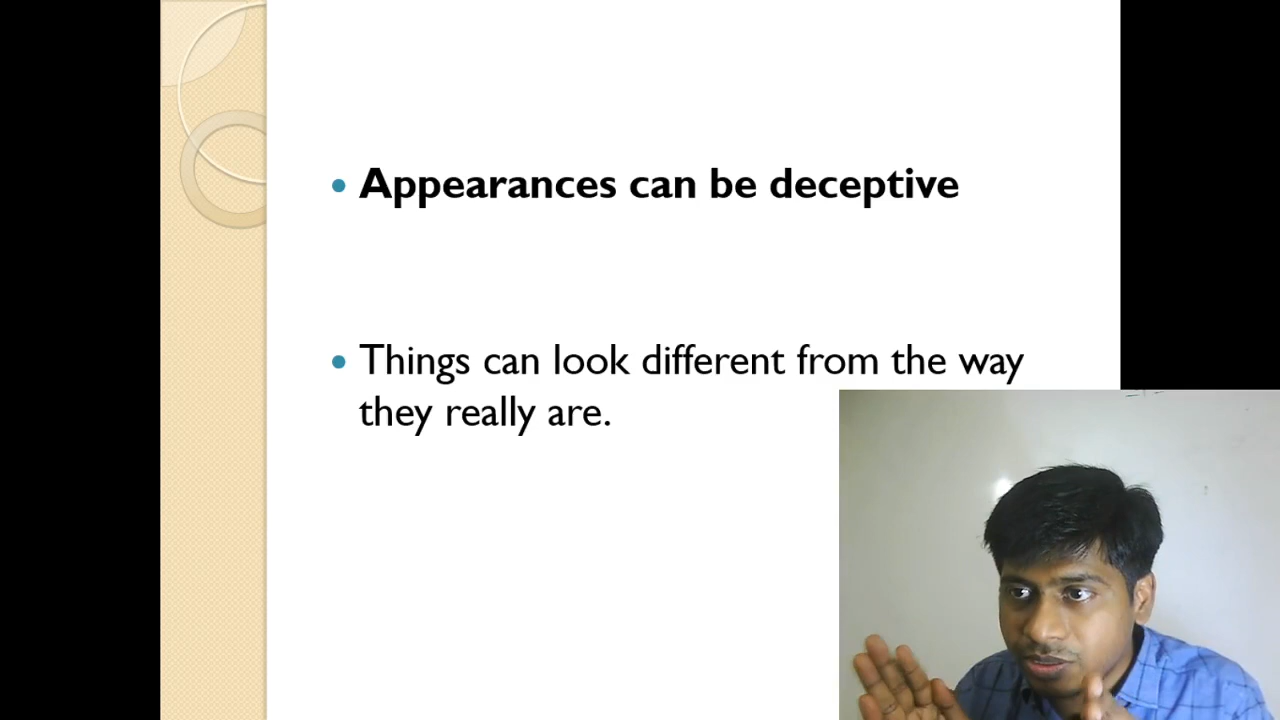 Appearances can be deceptive
Things can look different from the way
they really are.